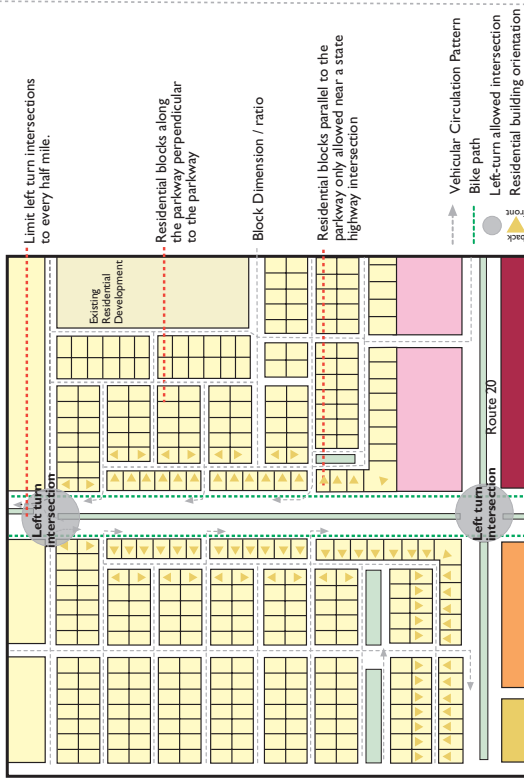 Limit left turn intersections
to every half mile.
Residential blocks along
the parkway perpendicular
to the parkway
Block Dimension / ratio
Residential blocks parallel to the
parkway only allowed near a state
highway intersection
Vehicular Circulation Pattern
Bike path
Left-turn allowed intersection
Residential building orientation
back
front
Existing
Residential
Development
Left turn
intersection
Left turn
intersection
Route 20